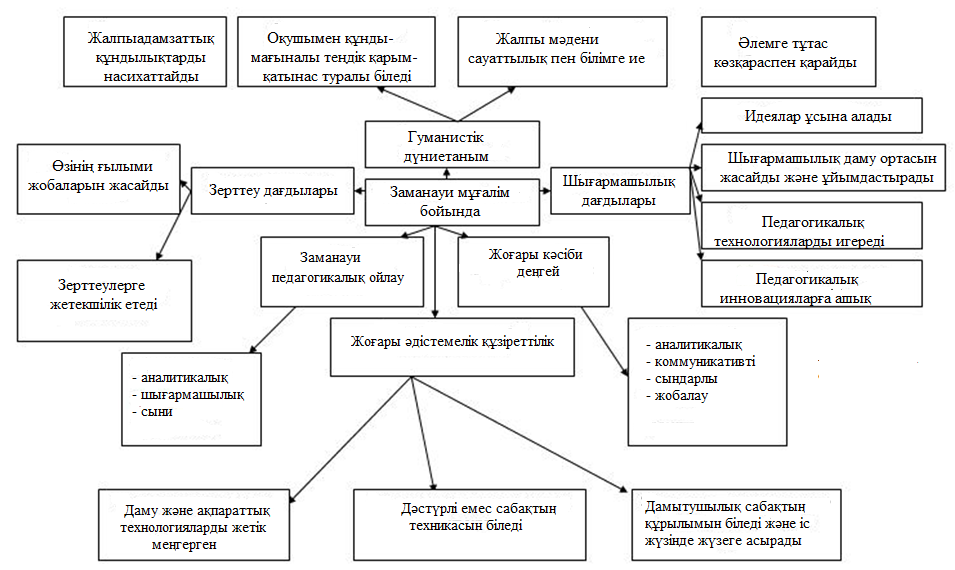 Жалпыадамзаттық
құндылықтарды
насихаттайды
Оқушымен құнды-
мағыналы теңдік қарым-
қатынас туралы біледі
Жалпы мәдени
сауаттылық пен білімге ие
Әлемге тұтас
көзқараспен қарайды
Гуманистік
дүниетаным
Идеялар ұсына алады
Өзінің ғылыми
жобаларын жасайды
Зерттеу дағдылары
Заманауи мұғалім
бойында
Шығармашылық
дағдылары
Шығармашылық даму ортасын
жасайды және ұйымдастырады
Педагогикалық
технологияларды игереді
Педагогикалық
инновацияларға ашық
Зерттеулерге
жетекшілік етеді
Заманауи
педагогикалық ойлау
Жоғары кәсіби
деңгей
Жоғары әдістемелік құзіреттілік
- аналитикалық
- шығармашылық
- сыни
- аналитикалық
- коммуникативті
- сындарлы
- жобалау
Даму және ақпараттық
технологияларды жетік
меңгерген
Дәстүрлі емес сабақтың
техникасын біледі
Дамытушылық сабақтың
құрылымын біледі және іс
жүзінде жүзеге асырады